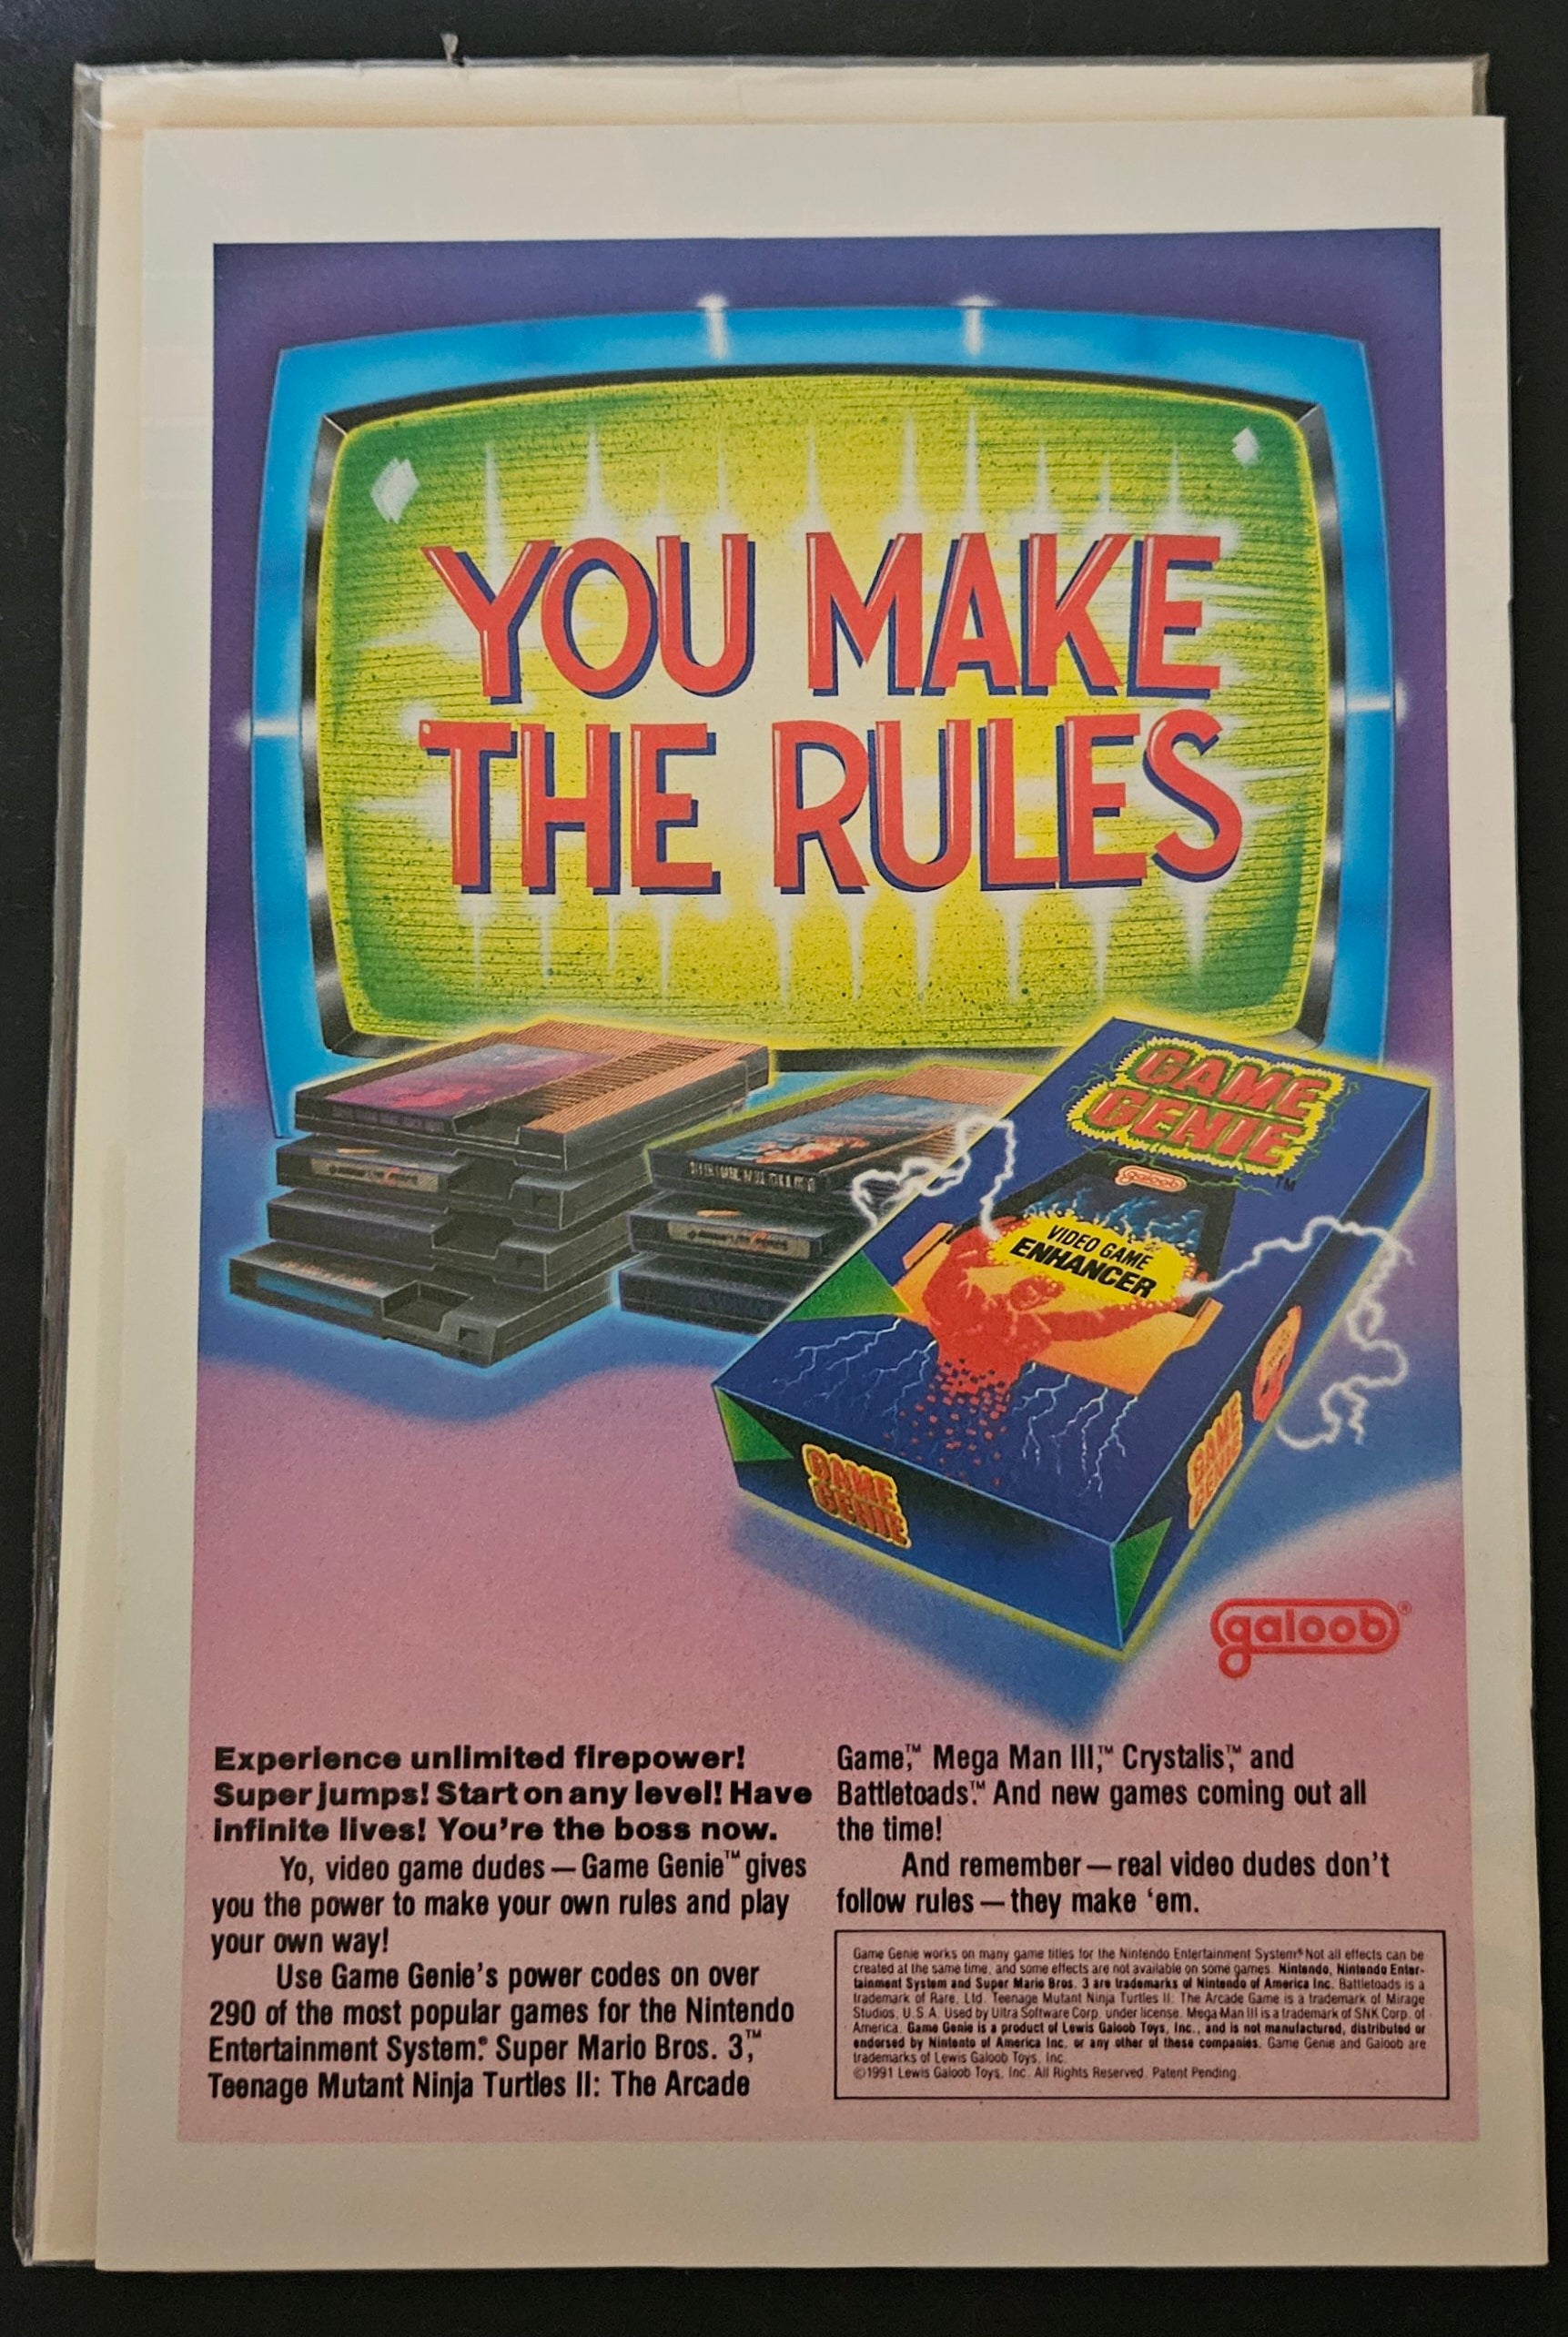 YOU MAKE
THE RULES
GAME
GENIE™
galoob
VIDEO GAME
ENHANCER
GAME
GENIE
GAME
GENIE
galoob®
Experience unlimited firepower!
Super jumps! Start on any level! Have
infinite lives! You're the boss now.
Yo, video game dudes — Game Genie™ gives
you the power to make your own rules and play
your own way!
Use Game Genie's power codes on over
290 of the most popular games for the Nintendo
Entertainment System.® Super Mario Bros. 3,™
Teenage Mutant Ninja Turtles II: The Arcade
Game,™ Mega Man III,™ Crystalis,™ and
Battletoads.™ And new games coming out all
the time!
And remember — real video dudes don't
follow rules — they make 'em.
Game Genie works on many game titles for the Nintendo Entertainment System.® Not all effects can be
created at the same time, and some effects are not available on some games. Nintendo, Nintendo Enter-
tainment System and Super Mario Bros. 3 are trademarks of Nintendo of America Inc. Battletoads is a
trademark of Rare, Ltd. Teenage Mutant Ninja Turtles II: The Arcade Game is a trademark of Mirage
Studios, U.S.A. Used by Ultra Software Corp. under license. Mega Man III is a trademark of SNK Corp. of
America. Game Genie is a product of Lewis Galoob Toys, Inc., and is not manufactured, distributed or
endorsed by Nintento of America Inc. or any other of these companies. Game Genie and Galoob are
trademarks of Lewis Galoob Toys, Inc.
©1991 Lewis Galoob Toys, Inc. All Rights Reserved. Patent Pending.